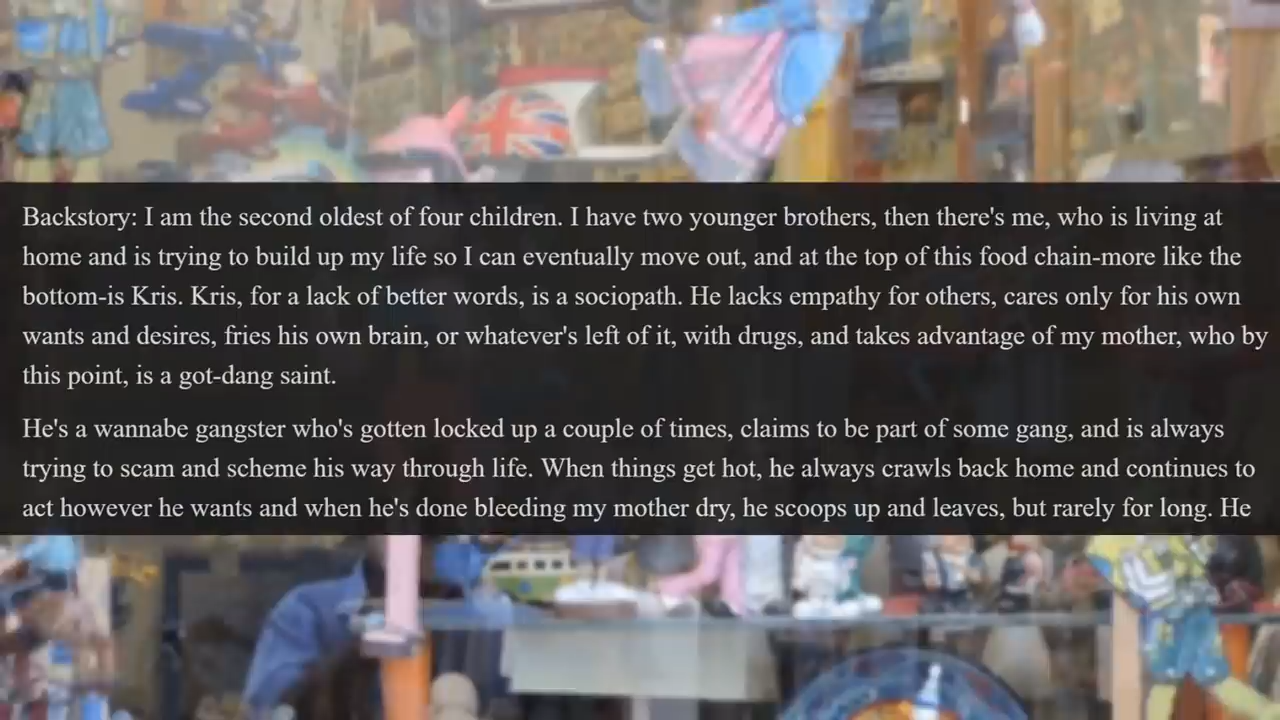 Backstory: I am the second oldest of four children. I have two younger brothers, then there's me, who is living at
home and is trying to build up my life so I can eventually move out, and at the top of this food chain-more like the
bottom-is Kris. Kris, for a lack of better words, is a sociopath. He lacks empathy for others, cares only for his own
wants and desires, fries his own brain, or whatever's left of it, with drugs, and takes advantage of my mother, who by
this point, is a got-dang saint.
He's a wannabe gangster who's gotten locked up a couple of times, claims to be part of some gang, and is always
trying to scam and scheme his way through life. When things get hot, he always crawls back home and continues to
act however he wants and when he's done bleeding my mother dry, he scoops up and leaves, but rarely for long. He